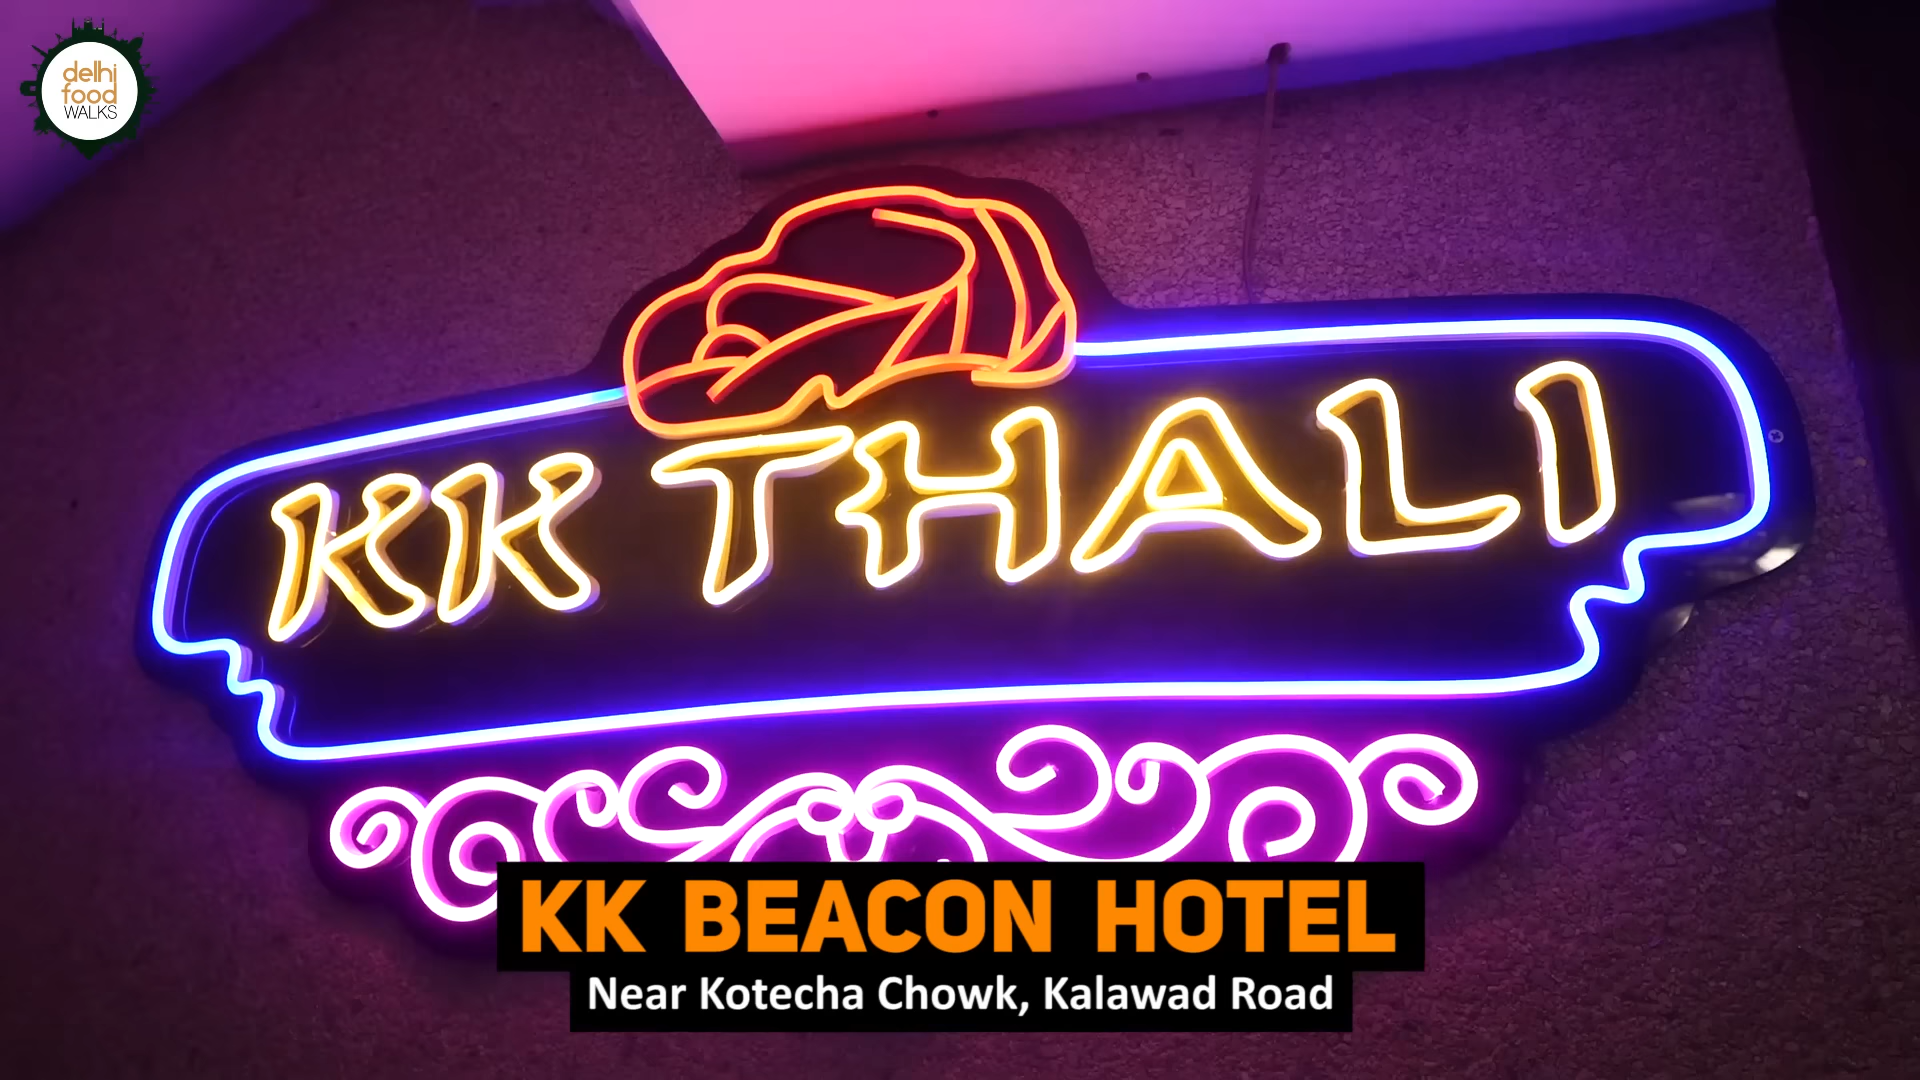 delhi
food
WALKS
KK THALI
KK BEACON HOTEL
Near Kotecha Chowk, Kalawad Road